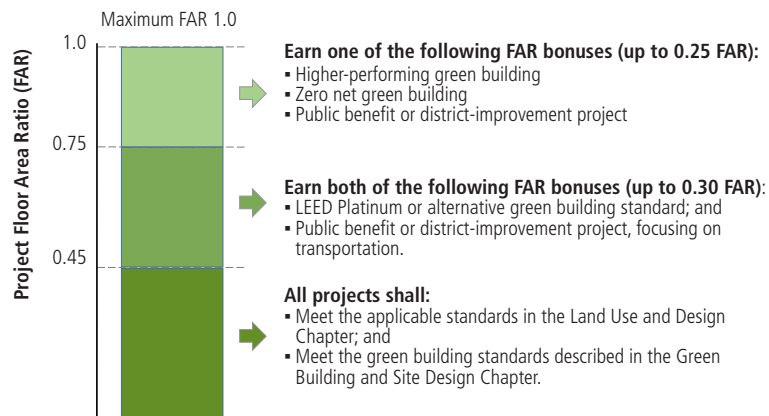 Maximum FAR 1.0
Project Floor Area Ratio (FAR)
1.0
Earn one of the following FAR bonuses (up to 0.25 FAR):
▪ Higher-performing green building
▪ Zero net green building
▪ Public benefit or district-improvement project
0.75
Earn both of the following FAR bonuses (up to 0.30 FAR):
▪ LEED Platinum or alternative green building standard; and
▪ Public benefit or district-improvement project, focusing on
transportation.
0.45
All projects shall:
▪ Meet the applicable standards in the Land Use and Design
Chapter; and
▪ Meet the green building standards described in the Green
Building and Site Design Chapter.